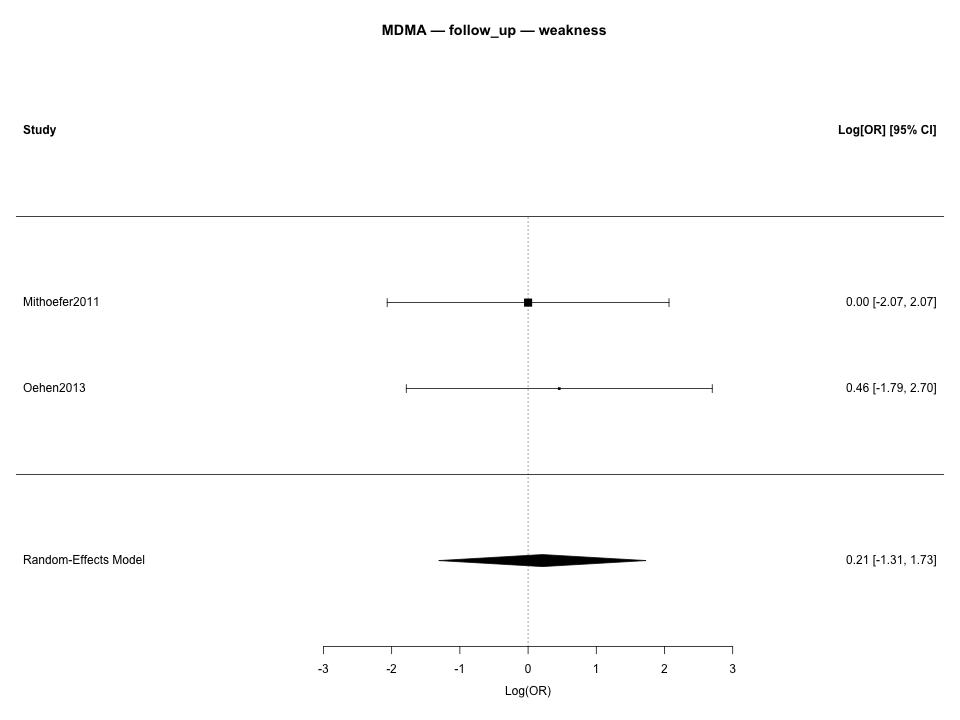 MDMA — follow_up — weakness
Study Log[OR] [95% CI]
Mithoefer2011 0.00 [-2.07, 2.07]
Oehen2013 0.46 [-1.79, 2.70]
Random-Effects Model 0.21 [-1.31, 1.73]
-3 -2 -1 0 1 2 3
Log(OR)